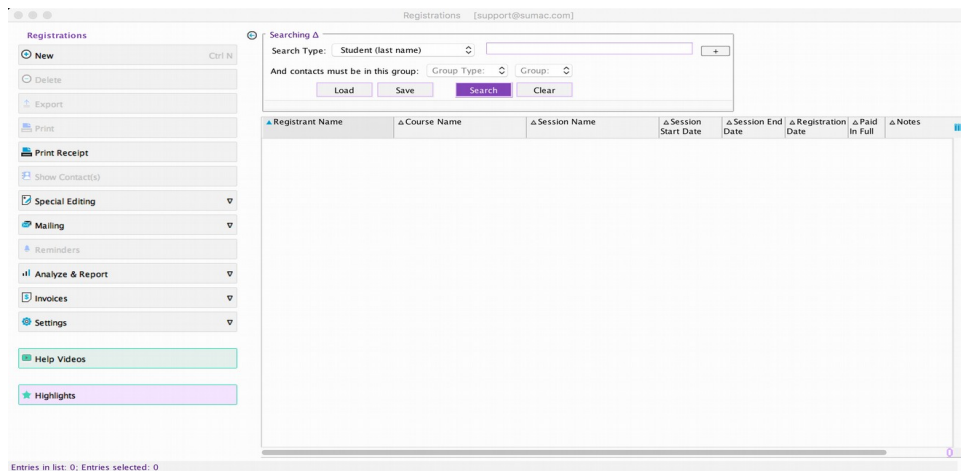 Registrations [support@sumac.com]
Registrations
New Ctrl N
Delete
Export
Print
Print Receipt
Show Contact(s)
Special Editing
Mailing
Reminders
Analyze & Report
Invoices
Settings
Help Videos
Highlights
Searching Δ
Search Type: Student (last name) +
And contacts must be in this group: Group Type: Group:
Load Save Search Clear
Registrant Name Course Name Session Name Session Start Date Session End Date Registration Date Paid In Full Notes
0
Entries in list: 0; Entries selected: 0